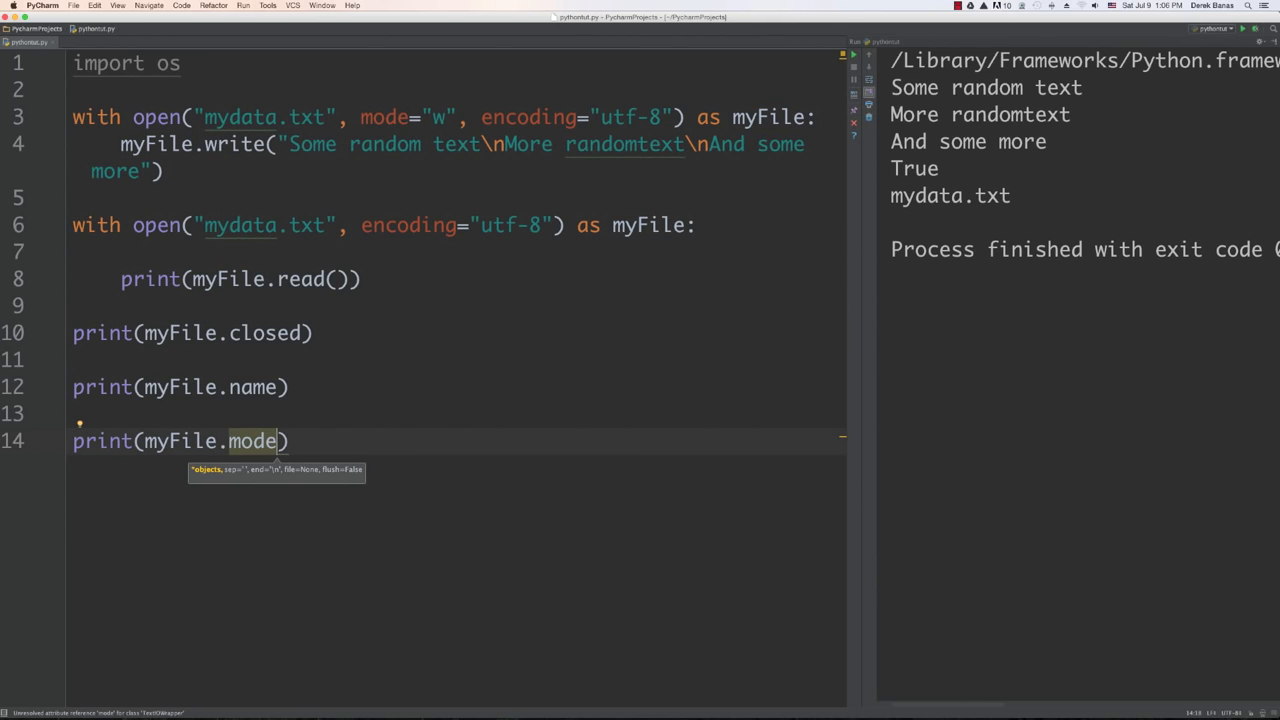 PyCharm File Edit View Navigate Code Refactor Run Tools VCS Window Help
10 Sat Jul 9 1:06 PM Derek Banas
pythontut.py - PycharmProjects - [~/PycharmProjects]
PycharmProjects pythontut.py pythontut
pythontut.py
Run: pythontut
1 import os
2
3 with open("mydata.txt", mode="w", encoding="utf-8") as myFile:
4 myFile.write("Some random text\nMore randomtext\nAnd some
more")
5
6 with open("mydata.txt", encoding="utf-8") as myFile:
7
8 print(myFile.read())
9
10 print(myFile.closed)
11
12 print(myFile.name)
13
14 print(myFile.mode)
*objects, sep=' ', end='\n', file=None, flush=False
/Library/Frameworks/Python.framew
Some random text
More randomtext
And some more
True
mydata.txt
Process finished with exit code 0
Unresolved attribute reference 'mode' for class 'TextIOWrapper'
14:18 LF÷ UTF-8÷